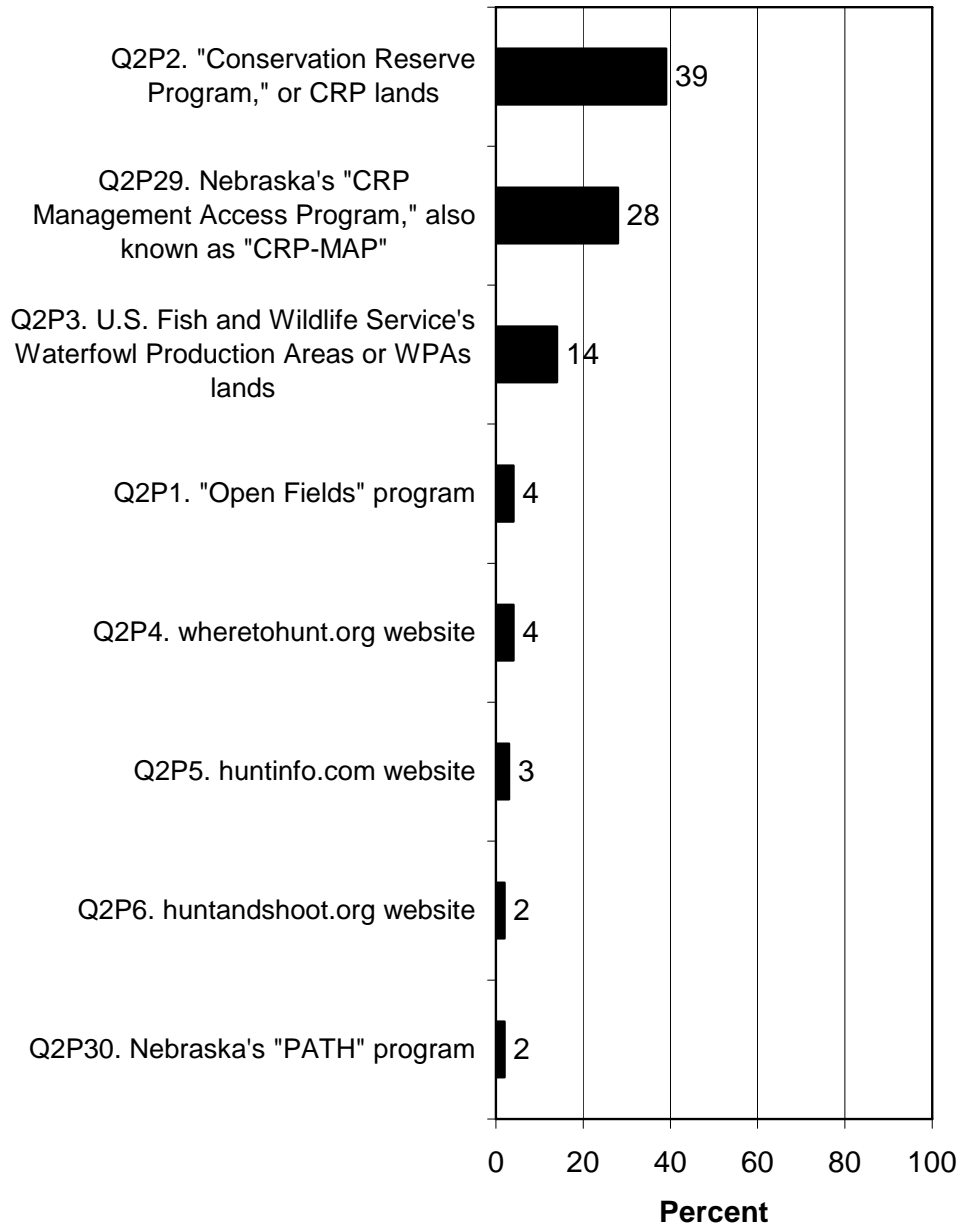 Q2P2. "Conservation Reserve
Program," or CRP lands
39
Q2P29. Nebraska's "CRP
Management Access Program," also
known as "CRP-MAP"
28
Q2P3. U.S. Fish and Wildlife Service's
Waterfowl Production Areas or WPAs
lands
14
Q2P1. "Open Fields" program
4
Q2P4. wheretohunt.org website
4
Q2P5. huntinfo.com website
3
Q2P6. huntandshoot.org website
2
Q2P30. Nebraska's "PATH" program
2
0 20 40 60 80 100
Percent